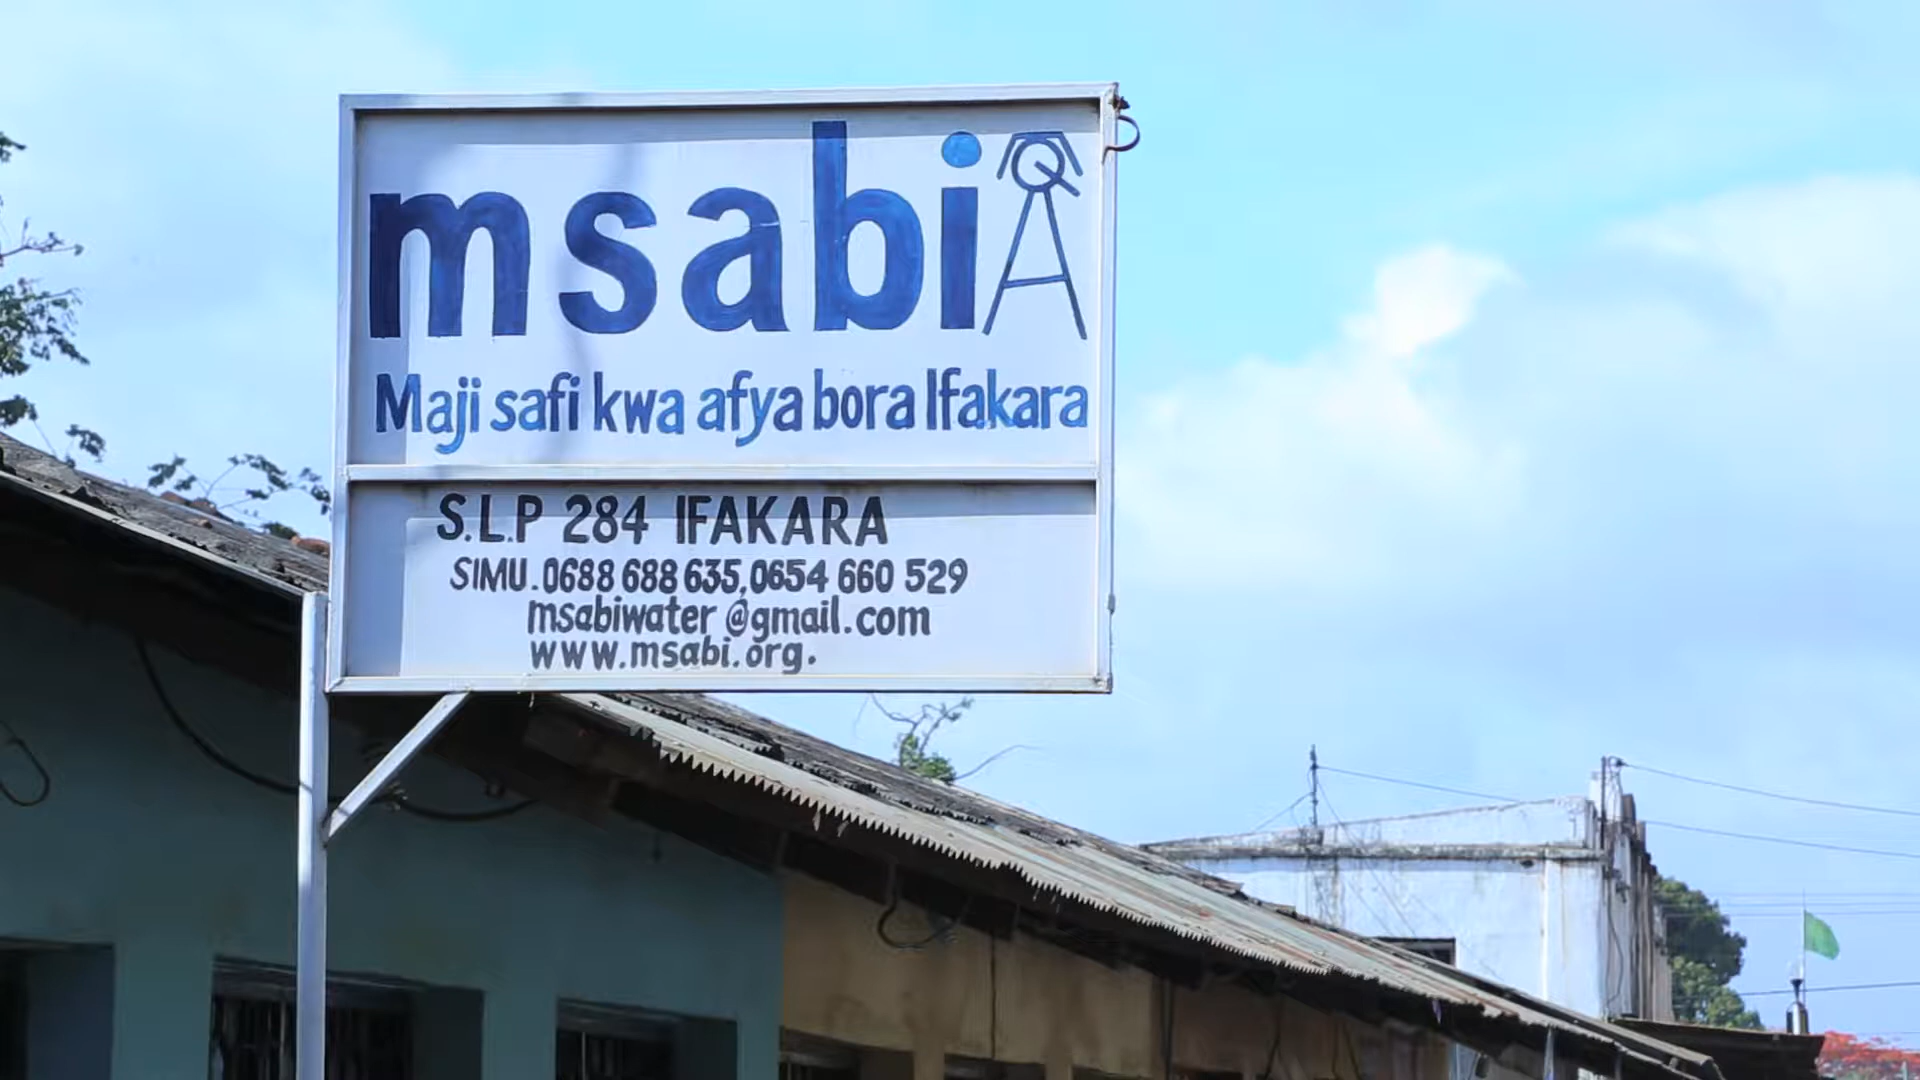 msabi
Maji safi kwa afya bora Ifakara
S.L.P 284 IFAKARA
SIMU.0688 688 635,0654 660 529
msabiwater@gmail.com
www.msabi.org.